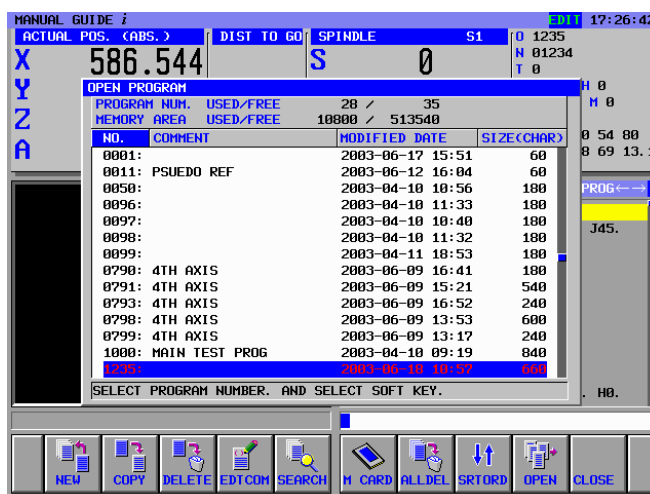 MANUAL GUIDE i EDIT 17:26:42
ACTUAL POS. (ABS.) DIST TO GO SPINDLE S1 O 1235
X 586.544 S 0 N 01234
T 0
Y
Z
A
H 0
M 0
0 54 80
8 69 13.
OPEN PROGRAM
PROGRAM NUM. USED/FREE 28 / 35
MEMORY AREA USED/FREE 10800 / 513540
NO. COMMENT MODIFIED DATE SIZE(CHAR)
0001: 2003-06-17 15:51 60
0011: PSUEDO REF 2003-06-12 16:04 60
0050: 2003-04-10 10:56 180
0096: 2003-04-10 11:33 180
0097: 2003-04-10 10:40 180
0098: 2003-04-10 11:32 180
0099: 2003-04-11 18:53 180
0790: 4TH AXIS 2003-06-09 16:41 180
0791: 4TH AXIS 2003-06-09 15:21 540
0793: 4TH AXIS 2003-06-09 16:52 240
0798: 4TH AXIS 2003-06-09 13:53 600
0799: 4TH AXIS 2003-06-09 13:17 240
1000: MAIN TEST PROG 2003-04-10 09:19 840
1235: 2003-06-18 10:57 660
SELECT PROGRAM NUMBER. AND SELECT SOFT KEY.
PROG←→
J45.
. H0.
NEW COPY DELETE EDTCOM SEARCH M CARD ALLDEL SRTORD OPEN CLOSE